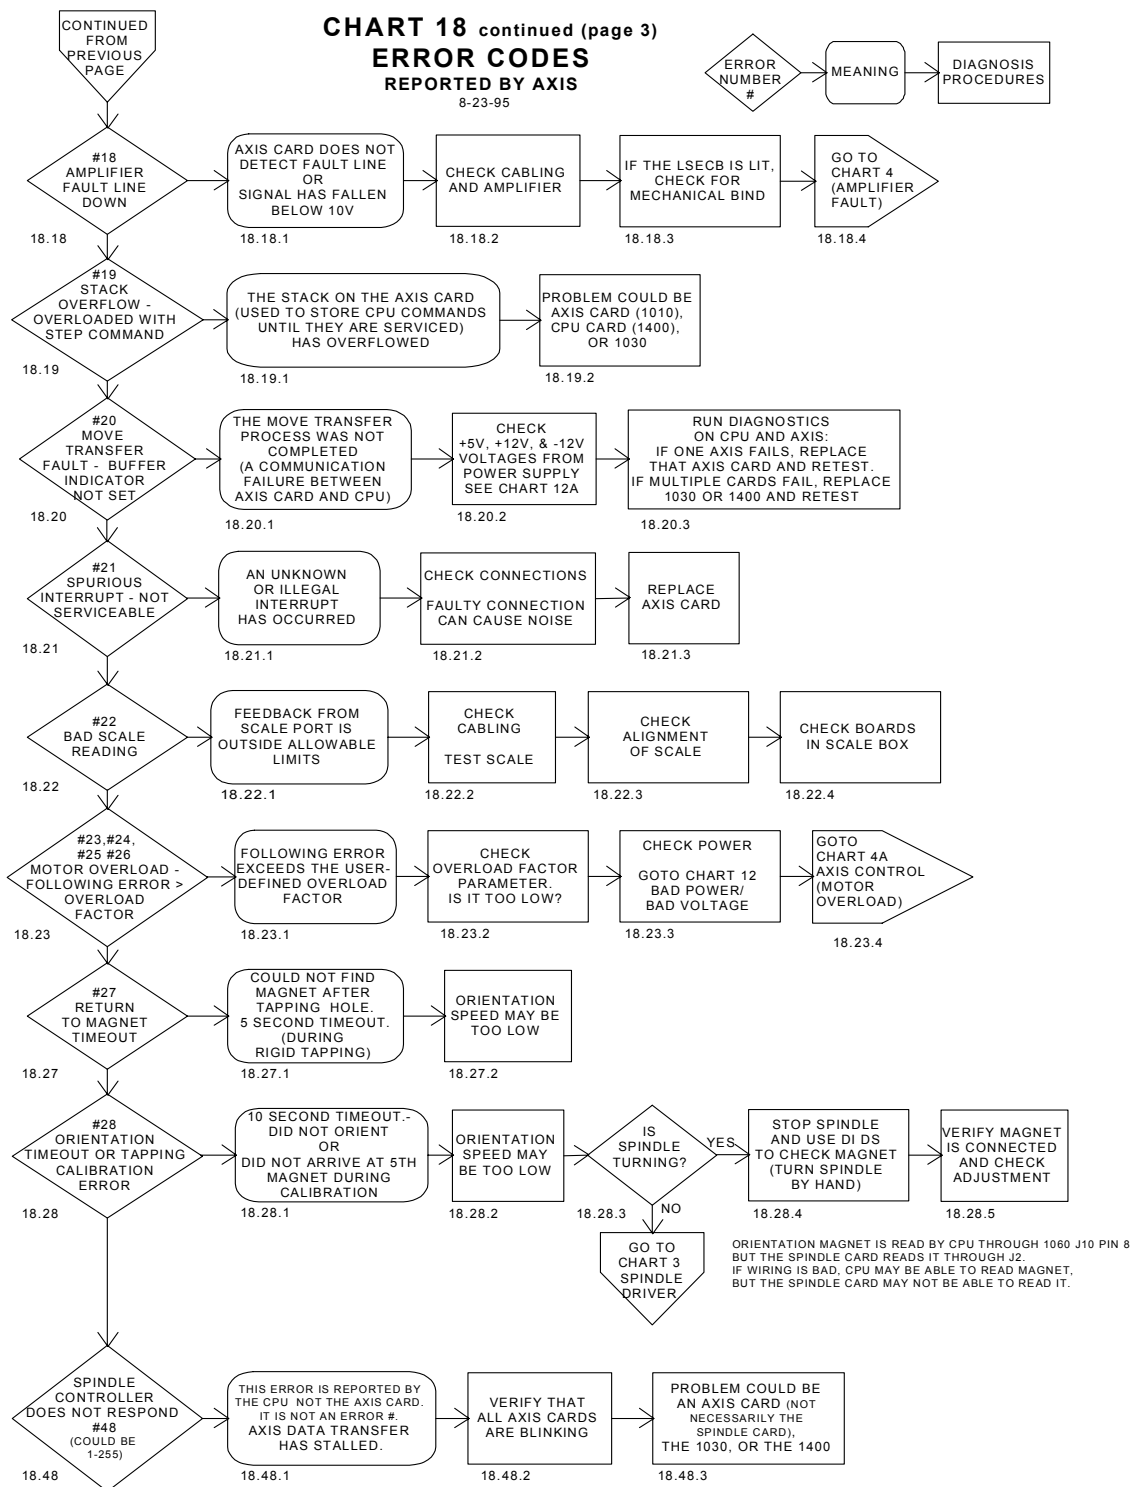 CONTINUED
FROM
PREVIOUS
PAGE
CHART 18 continued (page 3)
ERROR CODES
REPORTED BY AXIS
8-23-95
ERROR
NUMBER
#
MEANING
DIAGNOSIS
PROCEDURES
#18
AMPLIFIER
FAULT LINE
DOWN
18.18
AXIS CARD DOES NOT
DETECT FAULT LINE
OR
SIGNAL HAS FALLEN
BELOW 10V
18.18.1
CHECK CABLING
AND AMPLIFIER
18.18.2
IF THE LSECB IS LIT,
CHECK FOR
MECHANICAL BIND
18.18.3
GO TO
CHART 4
(AMPLIFIER
FAULT)
18.18.4
#19
STACK
OVERFLOW -
OVERLOADED WITH
STEP COMMAND
18.19
THE STACK ON THE AXIS CARD
(USED TO STORE CPU COMMANDS
UNTIL THEY ARE SERVICED)
HAS OVERFLOWED
18.19.1
PROBLEM COULD BE
AXIS CARD (1010),
CPU CARD (1400),
OR 1030
18.19.2
#20
MOVE
TRANSFER
FAULT - BUFFER
INDICATOR
NOT SET
18.20
THE MOVE TRANSFER
PROCESS WAS NOT
COMPLETED
(A COMMUNICATION
FAILURE BETWEEN
AXIS CARD AND CPU)
18.20.1
CHECK
+5V, +12V, & -12V
VOLTAGES FROM
POWER SUPPLY
SEE CHART 12A
18.20.2
RUN DIAGNOSTICS
ON CPU AND AXIS:
IF ONE AXIS FAILS, REPLACE
THAT AXIS CARD AND RETEST.
IF MULTIPLE CARDS FAIL, REPLACE
1030 OR 1400 AND RETEST
18.20.3
#21
SPURIOUS
INTERRUPT - NOT
SERVICEABLE
18.21
AN UNKNOWN
OR ILLEGAL
INTERRUPT
HAS OCCURRED
18.21.1
CHECK CONNECTIONS
FAULTY CONNECTION
CAN CAUSE NOISE
18.21.2
REPLACE
AXIS CARD
18.21.3
#22
BAD SCALE
READING
18.22
FEEDBACK FROM
SCALE PORT IS
OUTSIDE ALLOWABLE
LIMITS
18.22.1
CHECK
CABLING
TEST SCALE
18.22.2
CHECK
ALIGNMENT
OF SCALE
18.22.3
CHECK BOARDS
IN SCALE BOX
18.22.4
#23,#24,
#25 #26
MOTOR OVERLOAD -
FOLLOWING ERROR >
OVERLOAD
FACTOR
18.23
FOLLOWING ERROR
EXCEEDS THE USER-
DEFINED OVERLOAD
FACTOR
18.23.1
CHECK
OVERLOAD FACTOR
PARAMETER.
IS IT TOO LOW?
18.23.2
CHECK POWER
GOTO CHART 12
BAD POWER/
BAD VOLTAGE
18.23.3
GOTO
CHART 4A
AXIS CONTROL
(MOTOR
OVERLOAD)
18.23.4
#27
RETURN
TO MAGNET
TIMEOUT
18.27
COULD NOT FIND
MAGNET AFTER
TAPPING HOLE.
5 SECOND TIMEOUT.
(DURING
RIGID TAPPING)
18.27.1
ORIENTATION
SPEED MAY BE
TOO LOW
18.27.2
#28
ORIENTATION
TIMEOUT OR TAPPING
CALIBRATION
ERROR
18.28
10 SECOND TIMEOUT.-
DID NOT ORIENT
OR
DID NOT ARRIVE AT 5TH
MAGNET DURING
CALIBRATION
18.28.1
ORIENTATION
SPEED MAY
BE TOO LOW
18.28.2
IS
SPINDLE
TURNING?
18.28.3
YES
NO
STOP SPINDLE
AND USE DI DS
TO CHECK MAGNET
(TURN SPINDLE
BY HAND)
18.28.4
VERIFY MAGNET
IS CONNECTED
AND CHECK
ADJUSTMENT
18.28.5
GO TO
CHART 3
SPINDLE
DRIVER
ORIENTATION MAGNET IS READ BY CPU THROUGH 1060 J10 PIN 8
BUT THE SPINDLE CARD READS IT THROUGH J2.
IF WIRING IS BAD, CPU MAY BE ABLE TO READ MAGNET,
BUT THE SPINDLE CARD MAY NOT BE ABLE TO READ IT.
SPINDLE
CONTROLLER
DOES NOT RESPOND
#48
(COULD BE
1-255)
18.48
THIS ERROR IS REPORTED BY
THE CPU NOT THE AXIS CARD.
IT IS NOT AN ERROR #.
AXIS DATA TRANSFER
HAS STALLED.
18.48.1
VERIFY THAT
ALL AXIS CARDS
ARE BLINKING
18.48.2
PROBLEM COULD BE
AN AXIS CARD (NOT
NECESSARILY THE
SPINDLE CARD),
THE 1030, OR THE 1400
18.48.3